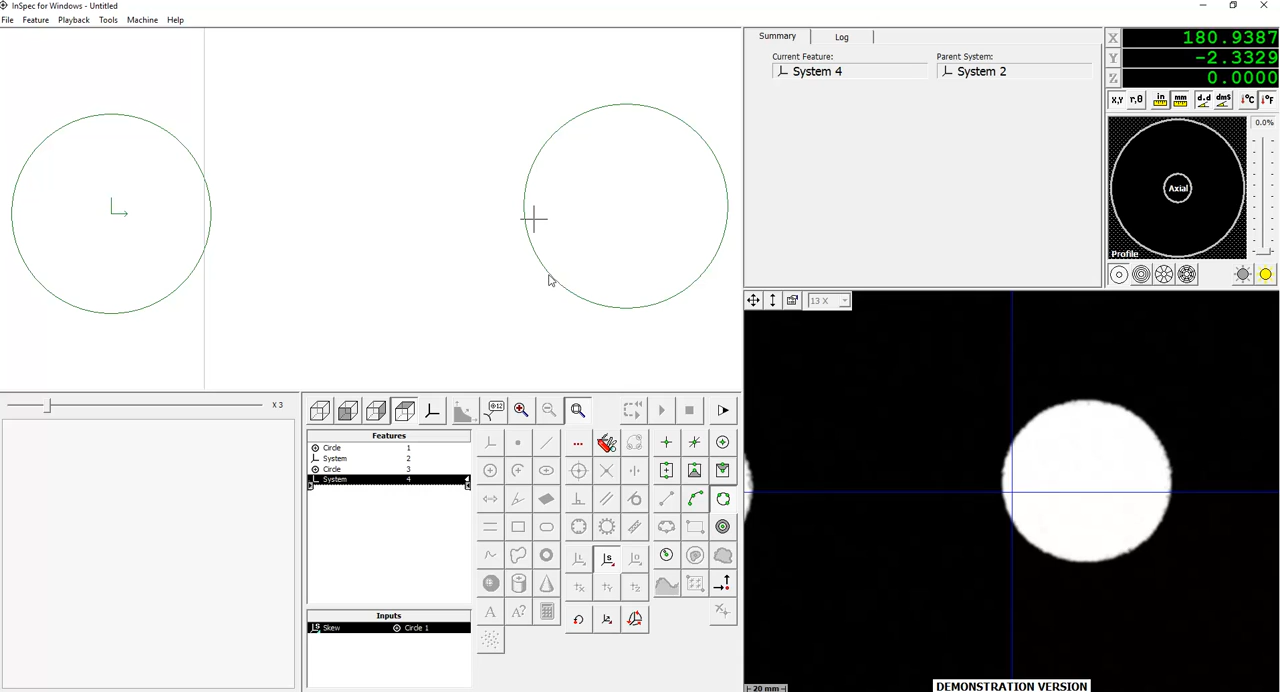 InSpec for Windows - Untitled
File Feature Playback Tools Machine Help
Summary Log
Current Feature: Parent System:
System 4 System 2
X 180.9387
Y -2.3329
Z 0.0000
x,y r,θ in mm d.d dms °C °F
0.0%
Axial
Profile
13 X
X 3
Features
Circle 1
System 2
Circle 3
System 4
Inputs
Skew Circle 1
20 mm
DEMONSTRATION VERSION